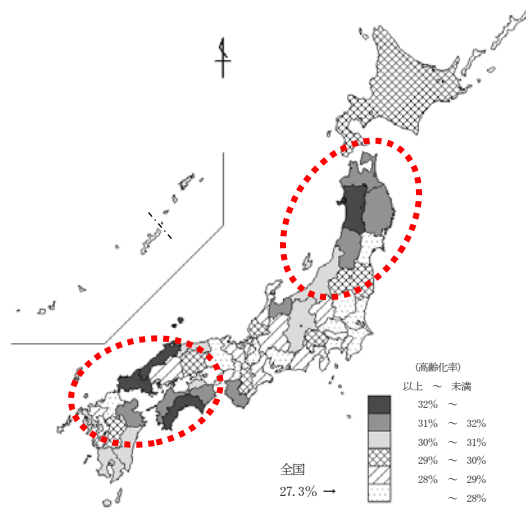 (高齢化率)
以上 ～ 未満
32% ～
31% ～ 32%
30% ～ 31%
29% ～ 30%
28% ～ 29%
～ 28%
全国
27.3% →